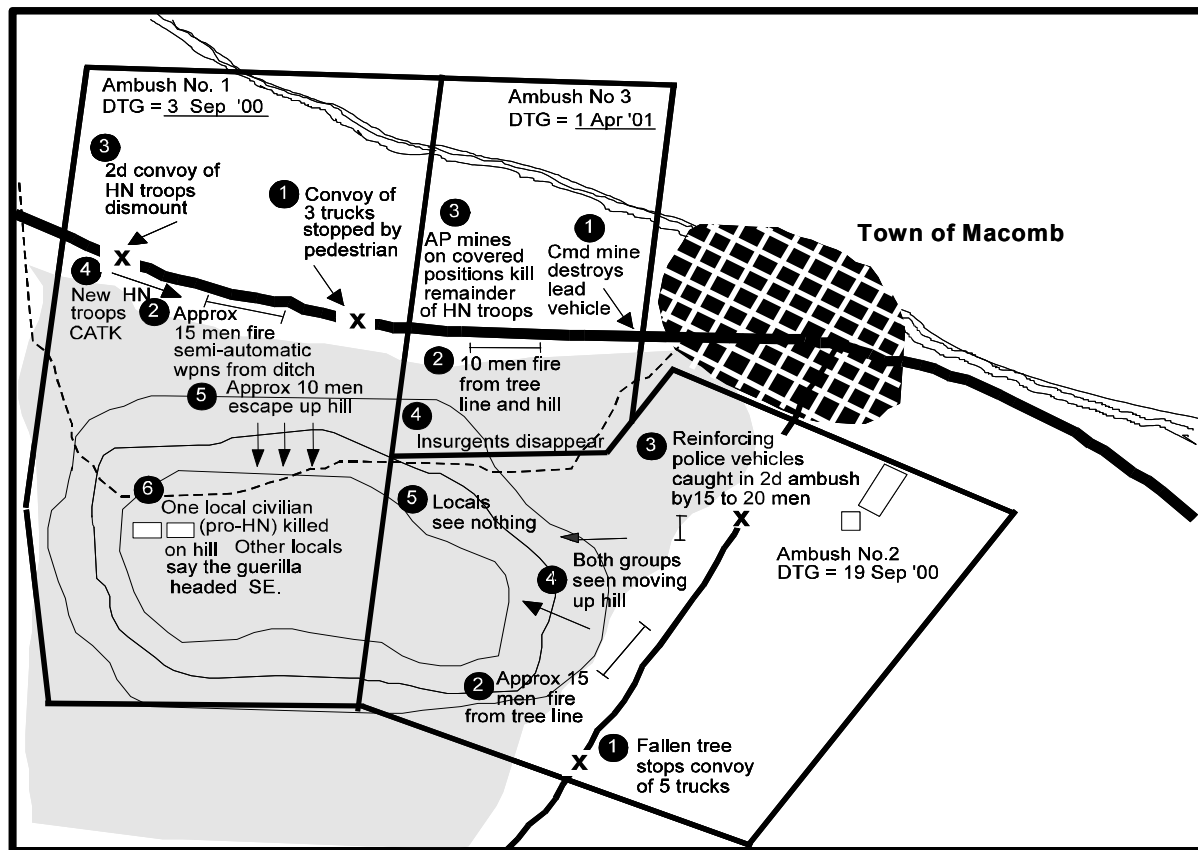 Ambush No. 1
DTG = 3 Sep '00
3
2d convoy of
HN troops
dismount
1
Convoy of
3 trucks
stopped by
pedestrian
X
X
4
New HN
troops
CATK
2
Approx
15 men fire
semi-automatic
wpns from ditch
5
Approx 10 men
escape up hill
6
One local civilian
(pro-HN) killed
on hill Other locals
say the guerilla
headed SE.
Ambush No 3
DTG = 1 Apr '01
3
AP mines
on covered
positions kill
remainder
of HN troops
1
Cmd mine
destroys
lead
vehicle
2
10 men fire
from tree
line and hill
4
Insurgents disappear
Town of Macomb
3
Reinforcing
police vehicles
caught in 2d ambush
by15 to 20 men
X
5
Locals
see nothing
Ambush No.2
DTG = 19 Sep '00
4
Both groups
seen moving
up hill
2
Approx 15
men fire
from tree line
X
1
Fallen tree
stops convoy
of 5 trucks